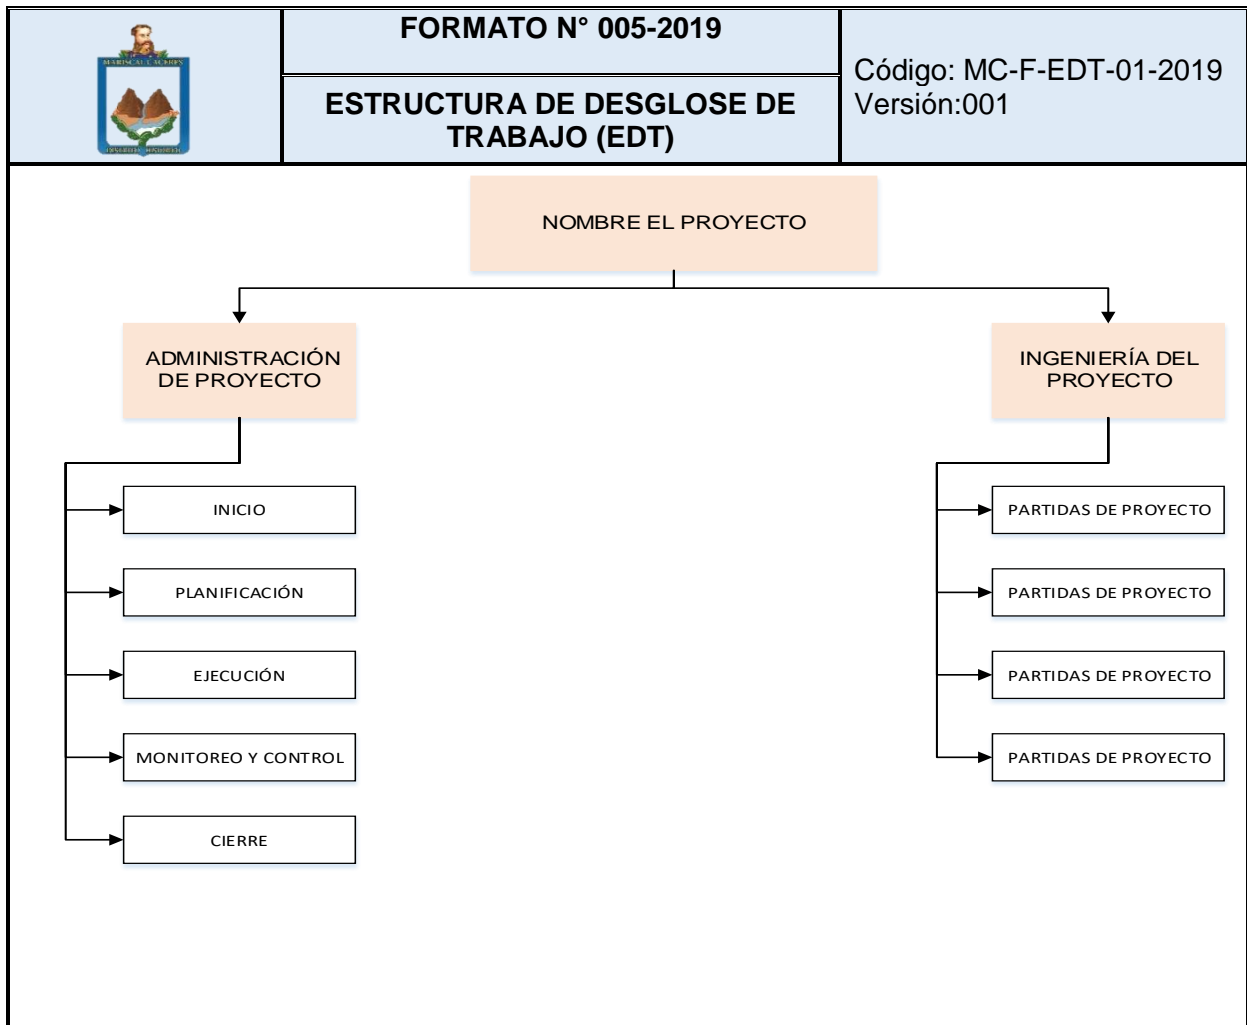 FORMATO N° 005-2019
ESTRUCTURA DE DESGLOSE DE
TRABAJO (EDT)
Código: MC-F-EDT-01-2019
Versión:001
MARISCAL CACERES
NOMBRE EL PROYECTO
ADMINISTRACIÓN
DE PROYECTO
INICIO
PLANIFICACIÓN
EJECUCIÓN
MONITOREO Y CONTROL
CIERRE
INGENIERÍA DEL
PROYECTO
PARTIDAS DE PROYECTO
PARTIDAS DE PROYECTO
PARTIDAS DE PROYECTO
PARTIDAS DE PROYECTO